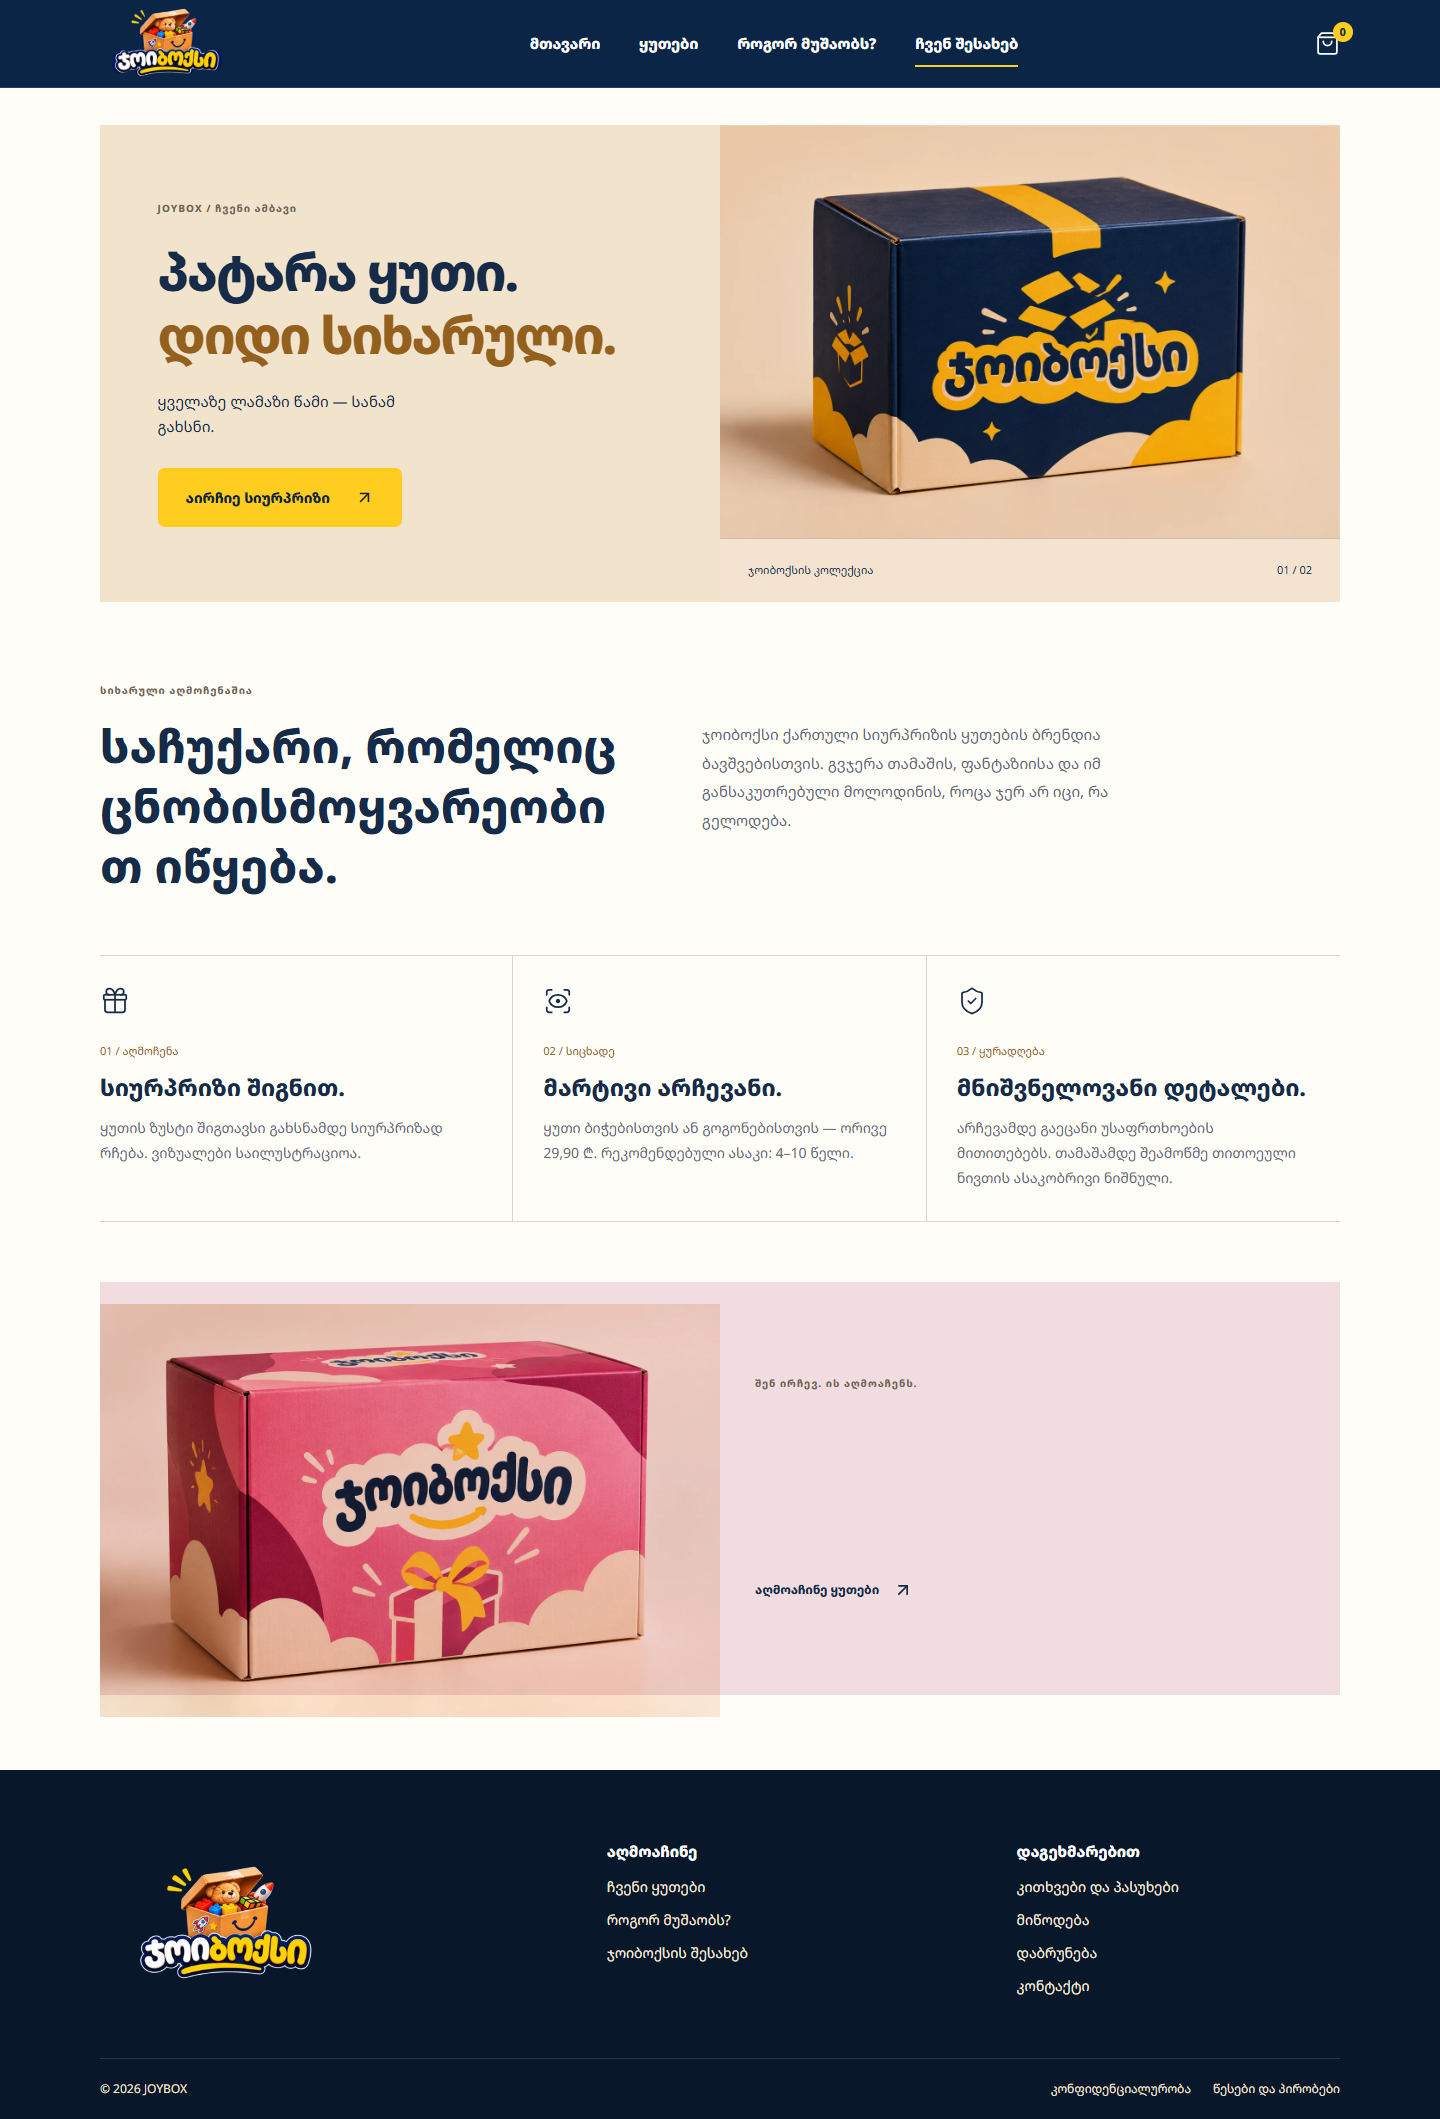 ჯოიბოქსი
მთავარი
ყუთები
როგორ მუშაობს?
ჩვენ შესახებ
0
JOYBOX / ჩვენი ამბავი
პატარა ყუთი.
დიდი სიხარული.
ყველაზე ლამაზი წამი — სანამ
გახსნი.
აირჩიე სიურპრიზი
ჯოიბოქსი
ჯოიბოქსის კოლექცია
01 / 02
სიხარული აღმოჩენაშია
საჩუქარი, რომელიც
ცნობისმოყვარეობი
თ იწყება.
ჯოიბოქსი ქართული სიურპრიზის ყუთების ბრენდია
ბავშვებისთვის. გვჯერა თამაშის, ფანტაზიისა და იმ
განსაკუთრებული მოლოდინის, როცა ჯერ არ იცი, რა
გელოდება.
01 / აღმოჩენა
სიურპრიზი შიგნით.
ყუთის ზუსტი შიგთავსი გახსნამდე სიურპრიზად
რჩება. ვიზუალები საილუსტრაციოა.
02 / სიცხადე
მარტივი არჩევანი.
ყუთი ბიჭებისთვის ან გოგონებისთვის — ორივე
29,90 ₾. რეკომენდებული ასაკი: 4–10 წელი.
03 / ყურადღება
მნიშვნელოვანი დეტალები.
არჩევამდე გაეცანი უსაფრთხოების
მითითებებს. თამაშამდე შეამოწმე თითოეული
ნივთის ასაკობრივი ნიშნული.
ჯოიბოქსი
ჯოიბოქსი
შენ ირჩევ. ის აღმოაჩენს.
აღმოაჩინე ყუთები
ჯოიბოქსი
აღმოაჩინე
ჩვენი ყუთები
როგორ მუშაობს?
ჯოიბოქსის შესახებ
დაგეხმარებით
კითხვები და პასუხები
მიწოდება
დაბრუნება
კონტაქტი
© 2026 JOYBOX
კონფიდენციალურობა
წესები და პირობები